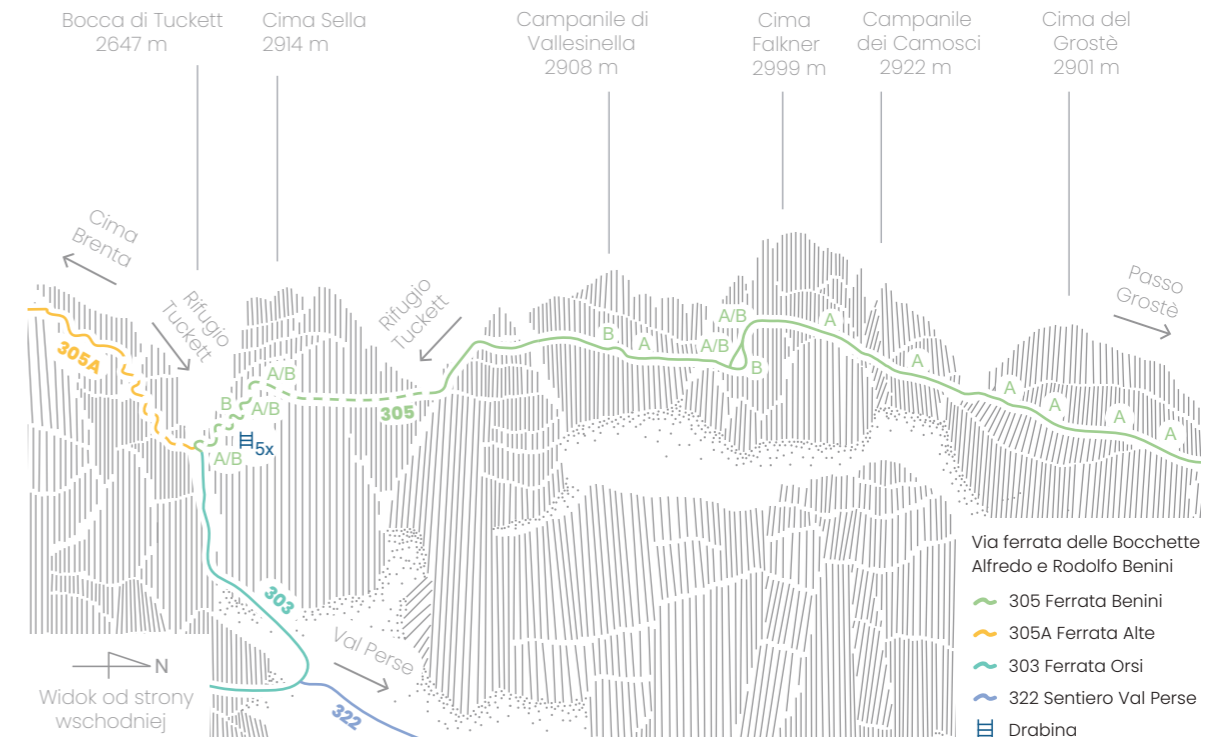 Bocca di Tuckett
2647 m
Cima Sella
2914 m
Campanile di
Vallesinella
2908 m
Cima
Falkner
2999 m
Campanile
dei Camosci
2922 m
Cima del
Grostè
2901 m
Cima
Brenta
Rifugio
Tuckett
Rifugio
Tuckett
Passo
Grostè
305A
A/B
B
A/B
A/B
5x
305
B
A
A/B
A/B
B
A
A
A
A
A
A
303
Val Perse
322
N
Widok od strony
wschodniej
Via ferrata delle Bocchette
Alfredo e Rodolfo Benini
305 Ferrata Benini
305A Ferrata Alte
303 Ferrata Orsi
322 Sentiero Val Perse
Drabina